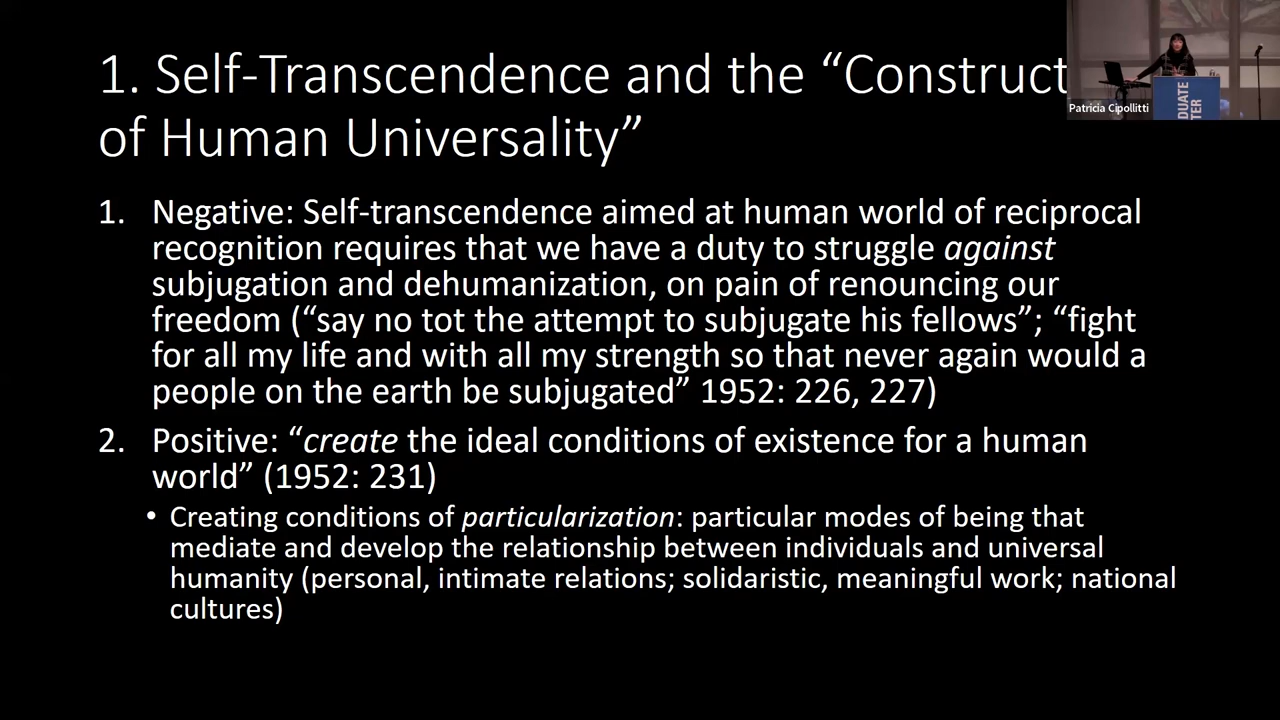 1. Self-Transcendence and the “Construct
of Human Universality”
Patricia Cipollitti
DUATE
TER
1. Negative: Self-transcendence aimed at human world of reciprocal
recognition requires that we have a duty to struggle against
subjugation and dehumanization, on pain of renouncing our
freedom (“say no tot the attempt to subjugate his fellows”; “fight
for all my life and with all my strength so that never again would a
people on the earth be subjugated” 1952: 226, 227)
2. Positive: “create the ideal conditions of existence for a human
world” (1952: 231)
• Creating conditions of particularization: particular modes of being that
mediate and develop the relationship between individuals and universal
humanity (personal, intimate relations; solidaristic, meaningful work; national
cultures)